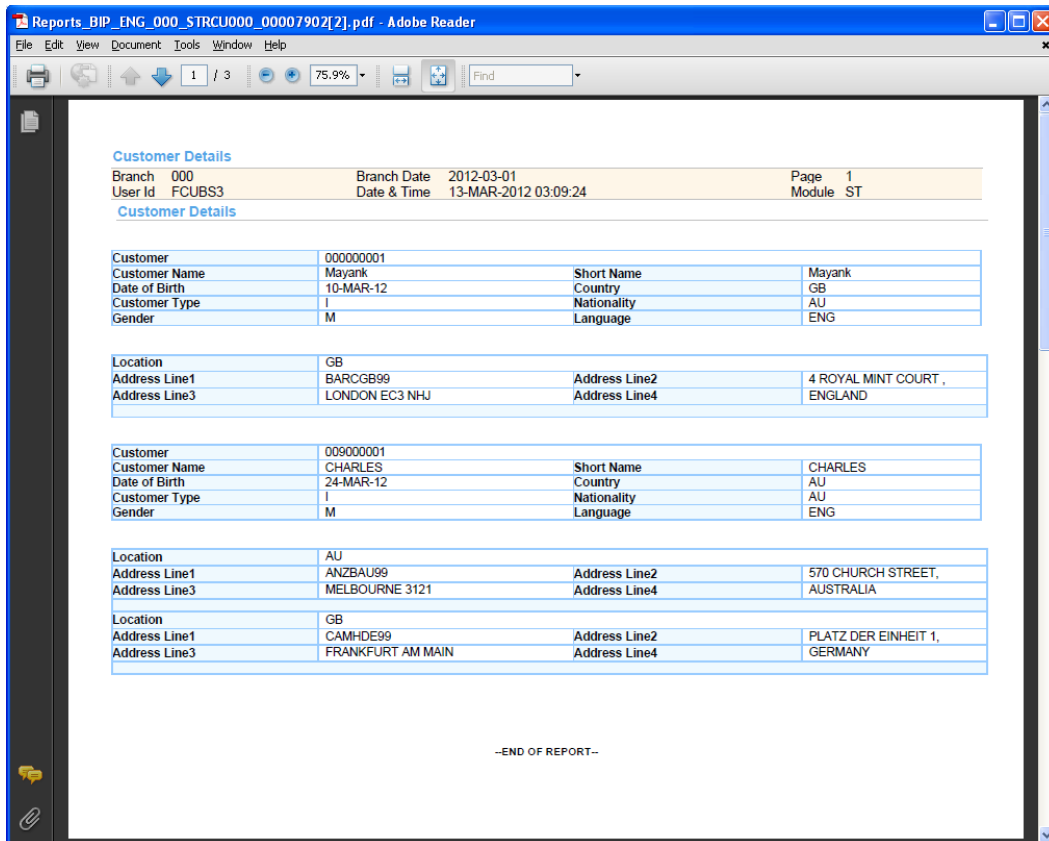 Reports_BIP_ENG_000_STRCU000_00007902[2].pdf - Adobe Reader
File Edit View Document Tools Window Help
1 / 3 75.9% Find
Customer Details
Branch 000 Branch Date 2012-03-01 Page 1
User Id FCUBS3 Date & Time 13-MAR-2012 03:09:24 Module ST
Customer Details
Customer 000000001
Customer Name Mayank Short Name Mayank
Date of Birth 10-MAR-12 Country GB
Customer Type I Nationality AU
Gender M Language ENG
Location GB
Address Line1 BARCGB99 Address Line2 4 ROYAL MINT COURT ,
Address Line3 LONDON EC3 NHJ Address Line4 ENGLAND
Customer 009000001
Customer Name CHARLES Short Name CHARLES
Date of Birth 24-MAR-12 Country AU
Customer Type I Nationality AU
Gender M Language ENG
Location AU
Address Line1 ANZBAU99 Address Line2 570 CHURCH STREET,
Address Line3 MELBOURNE 3121 Address Line4 AUSTRALIA
Location GB
Address Line1 CAMHDE99 Address Line2 PLATZ DER EINHEIT 1,
Address Line3 FRANKFURT AM MAIN Address Line4 GERMANY
--END OF REPORT--